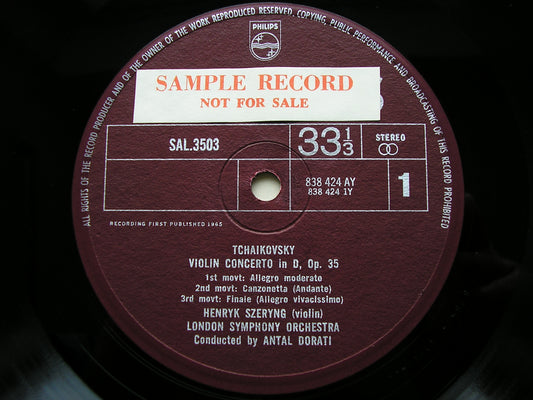 ALL RIGHTS OF THE RECORD PRODUCER AND OF THE OWNER OF THE WORK REPRODUCED RESERVED. COPYING, PUBLIC PERFORMANCE AND BROADCASTING OF THIS RECORD PROHIBITED
PHILIPS
SAMPLE RECORD
NOT FOR SALE
SAL.3503
33 1/3
STEREO
838 424 AY
838 424 1Y
1
RECORDING FIRST PUBLISHED 1965
TCHAIKOVSKY
VIOLIN CONCERTO in D, Op. 35
1st movt: Allegro moderato
2nd movt: Canzonetta (Andante)
3rd movt: Finale (Allegro vivacissimo)
HENRYK SZERYNG (violin)
LONDON SYMPHONY ORCHESTRA
Conducted by ANTAL DORATI